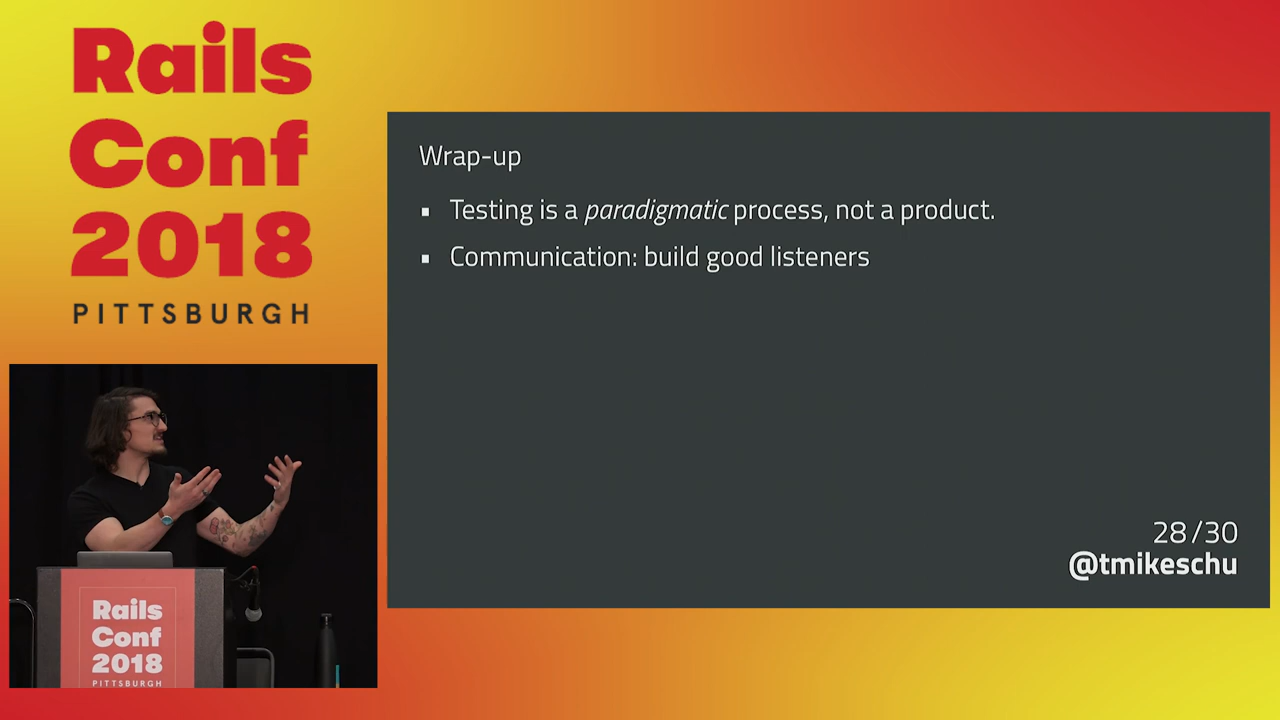 Rails
Conf
2018
PITTSBURGH
Wrap-up
▪ Testing is a paradigmatic process, not a product.
▪ Communication: build good listeners
28/30
@tmikeschu
Rails
Conf
2018
PITTSBURGH